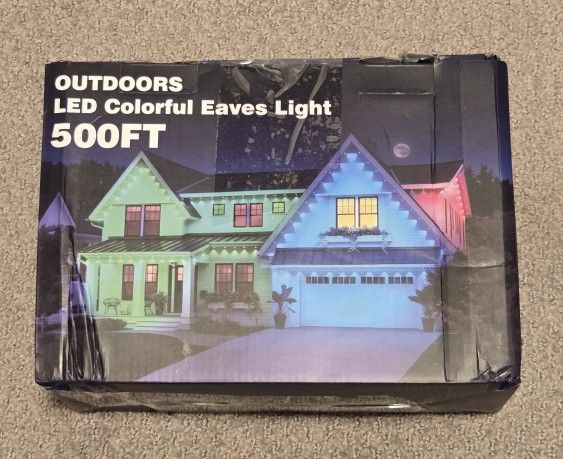 OUTDOORS
LED Colorful Eaves Light
500FT